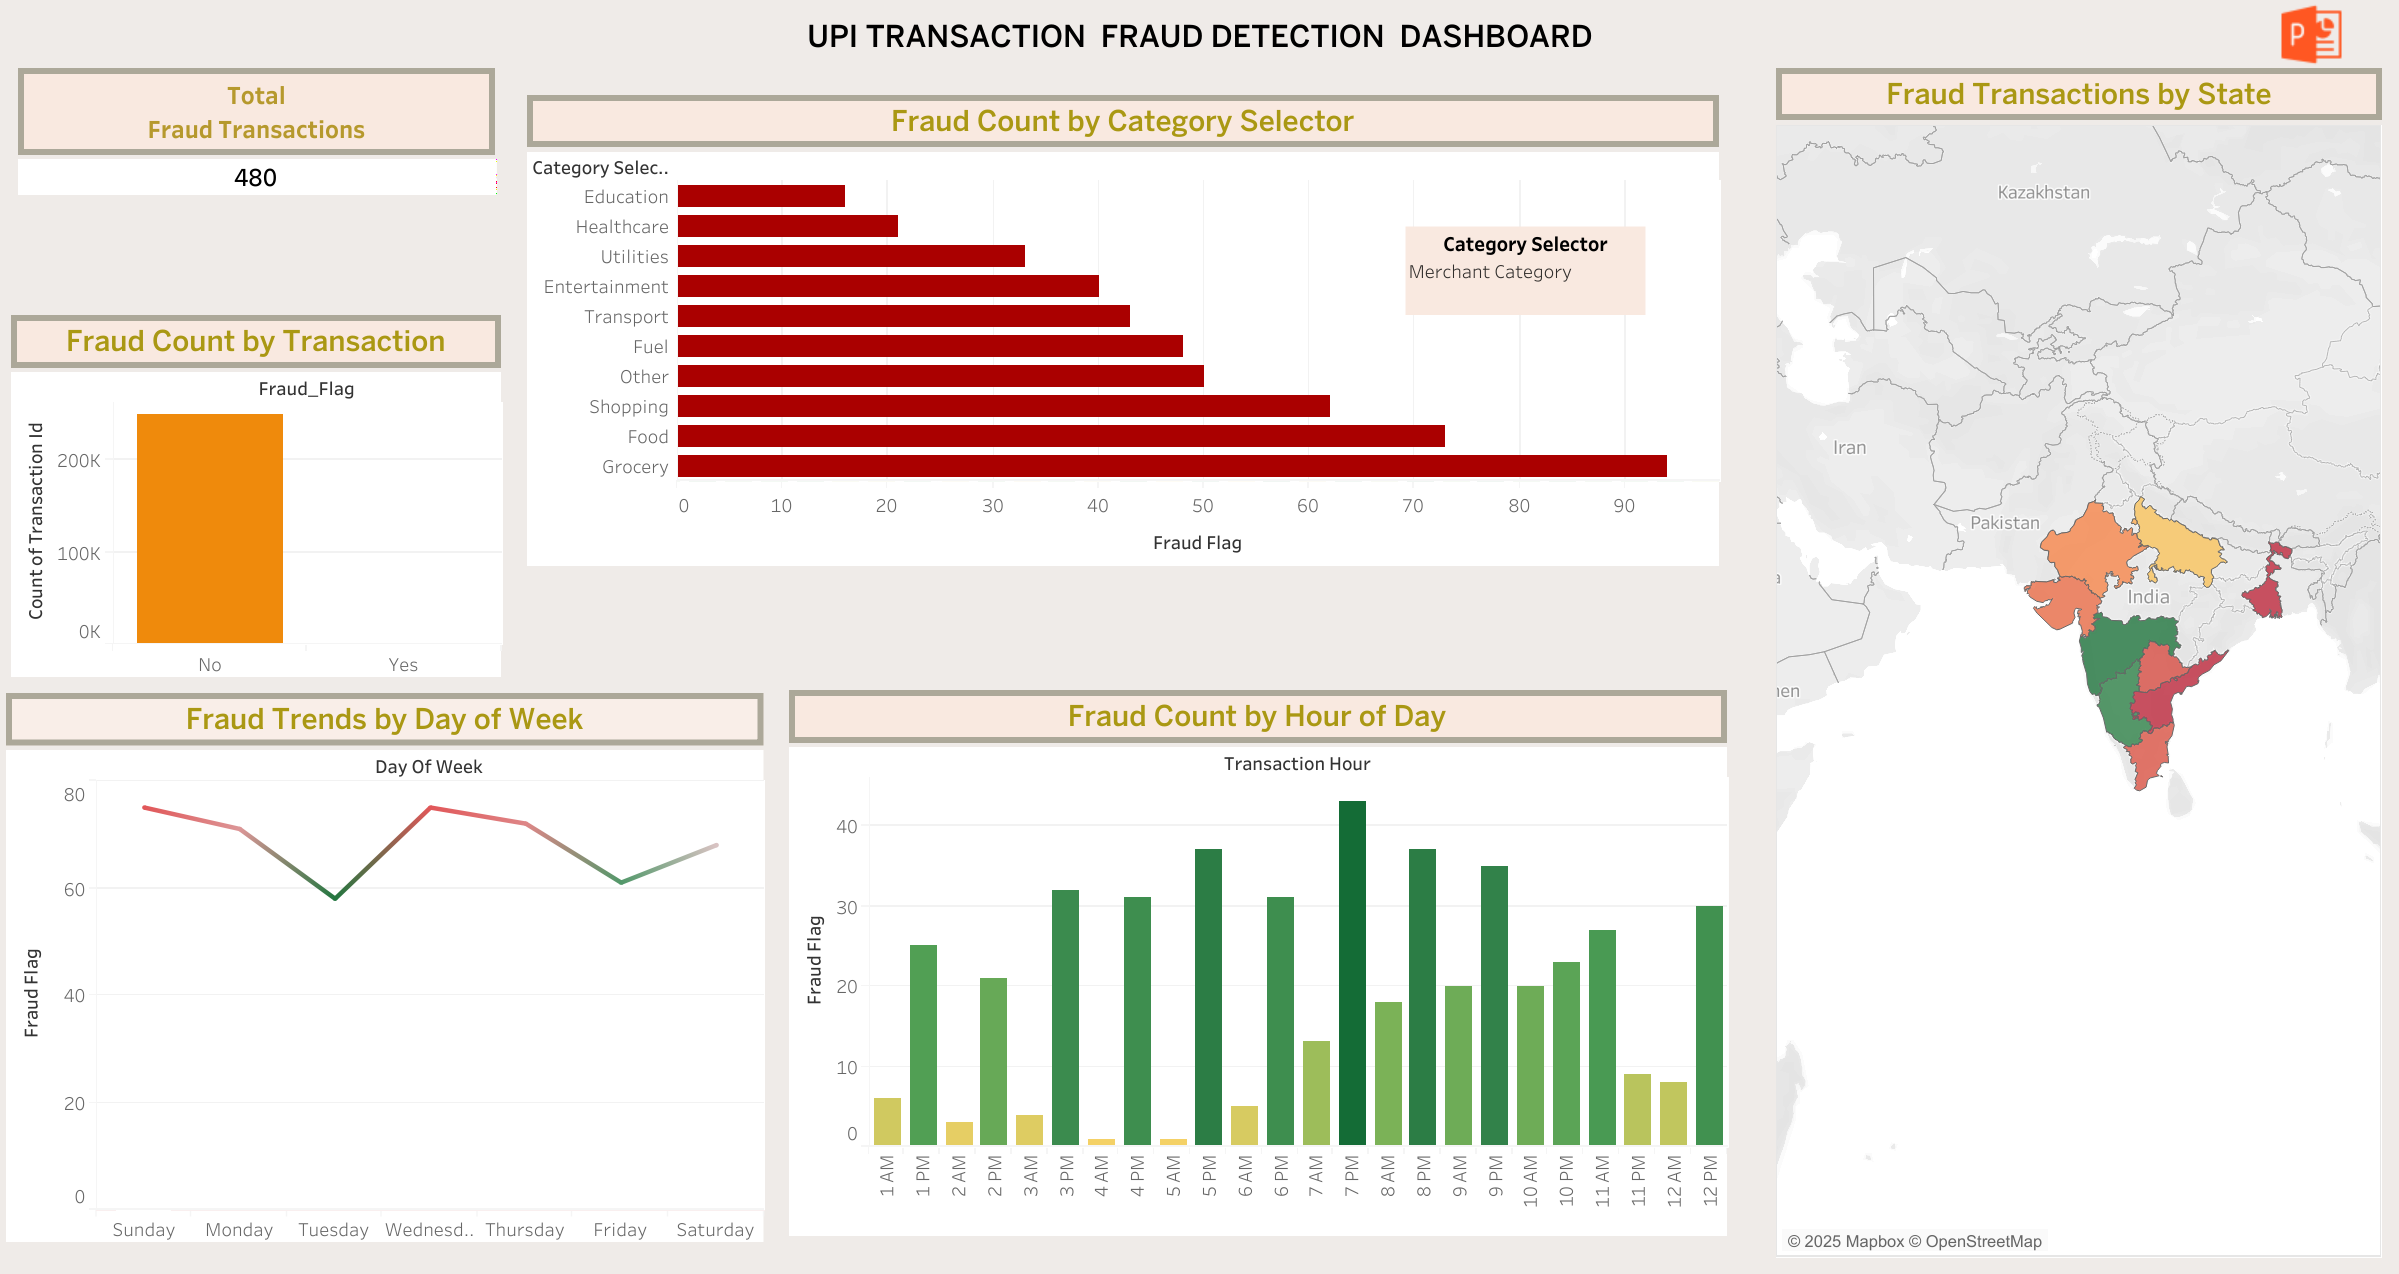 UPI TRANSACTION FRAUD DETECTION DASHBOARD
P
Total
Fraud Transactions
480
Fraud Count by Category Selector
Category Selec..
Education
Healthcare
Utilities
Entertainment
Transport
Fuel
Other
Shopping
Food
Grocery
0 10 20 30 40 50 60 70 80 90
Fraud Flag
Category Selector
Merchant Category
Fraud Transactions by State
Kazakhstan
Iran
Pakistan
India
a
nen
© 2025 Mapbox © OpenStreetMap
Fraud Count by Transaction
Fraud_Flag
Count of Transaction Id
200K
100K
0K
No Yes
Fraud Trends by Day of Week
Day Of Week
Fraud Flag
80
60
40
20
0
Sunday Monday Tuesday Wednesd.. Thursday Friday Saturday
Fraud Count by Hour of Day
Transaction Hour
Fraud Flag
40
30
20
10
0
1 AM 1 PM 2 AM 2 PM 3 AM 3 PM 4 AM 4 PM 5 AM 5 PM 6 AM 6 PM 7 AM 7 PM 8 AM 8 PM 9 AM 9 PM 10 AM 10 PM 11 AM 11 PM 12 AM 12 PM